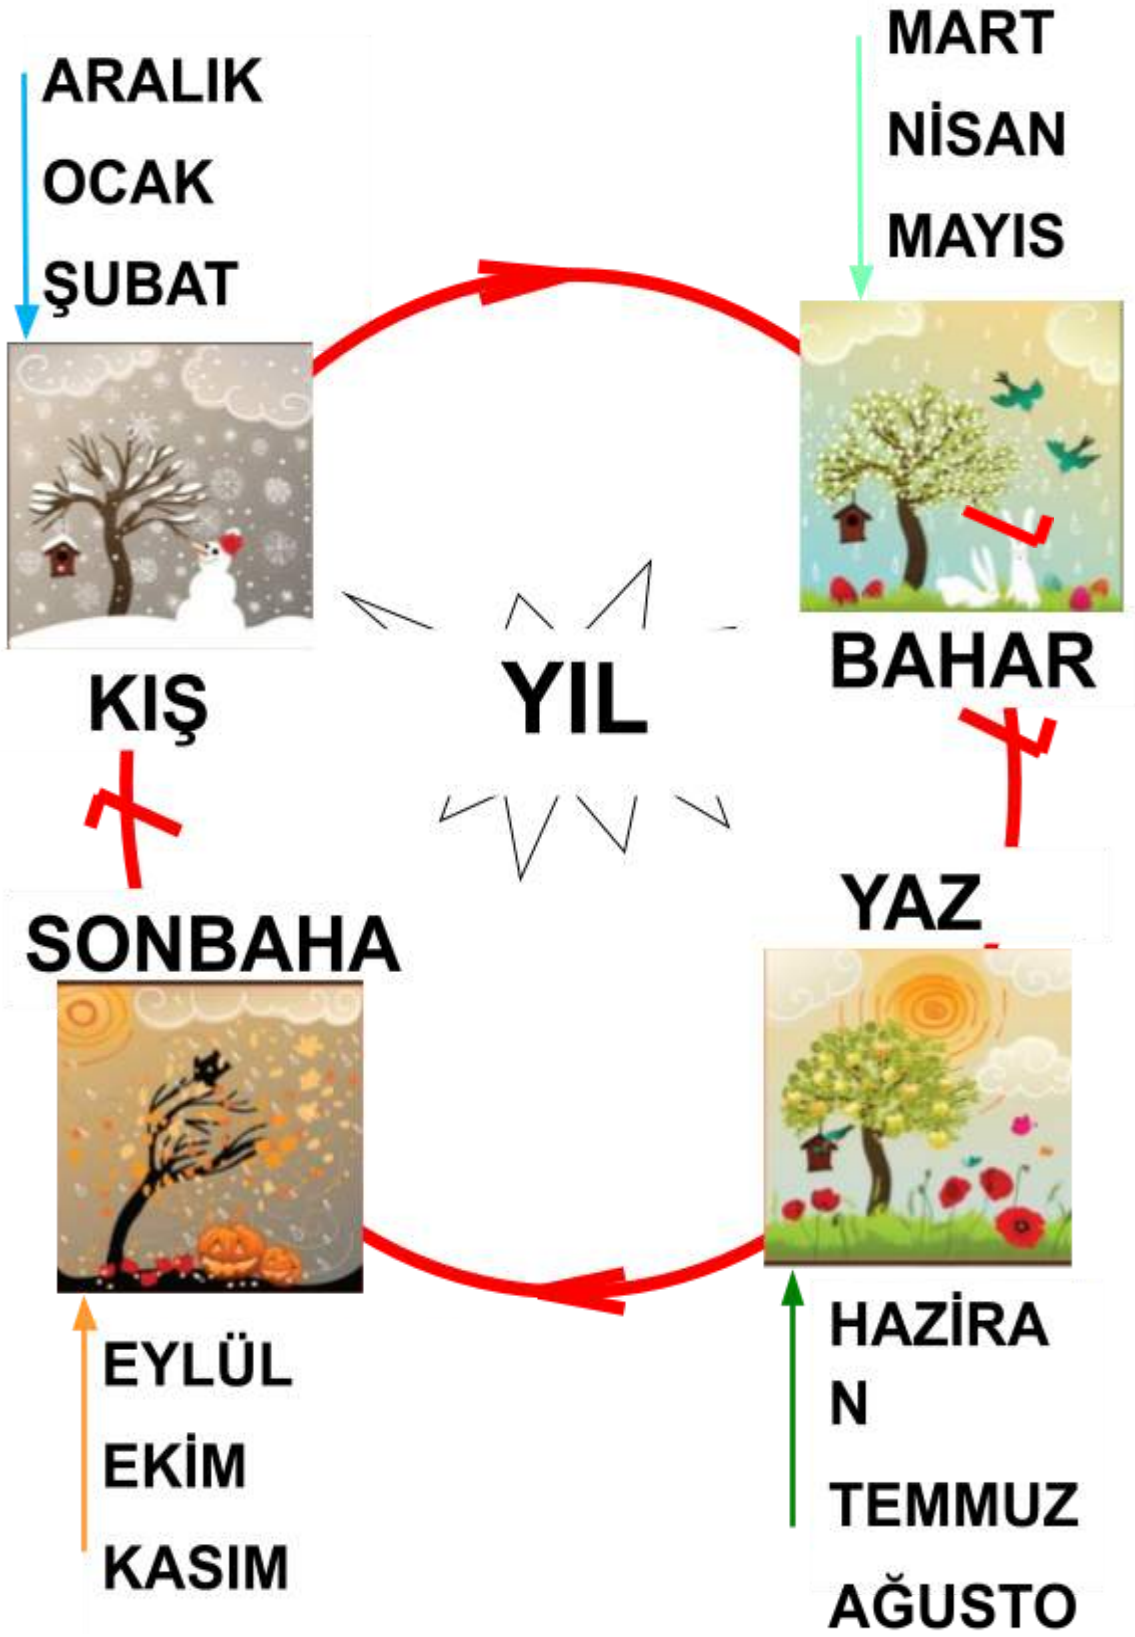 ARALIK
OCAK
ŞUBAT
KIŞ
MART
NİSAN
MAYIS
BAHAR
YIL
YAZ
HAZİRA
N
TEMMUZ
AĞUSTO
SONBAHA
EYLÜL
EKİM
KASIM